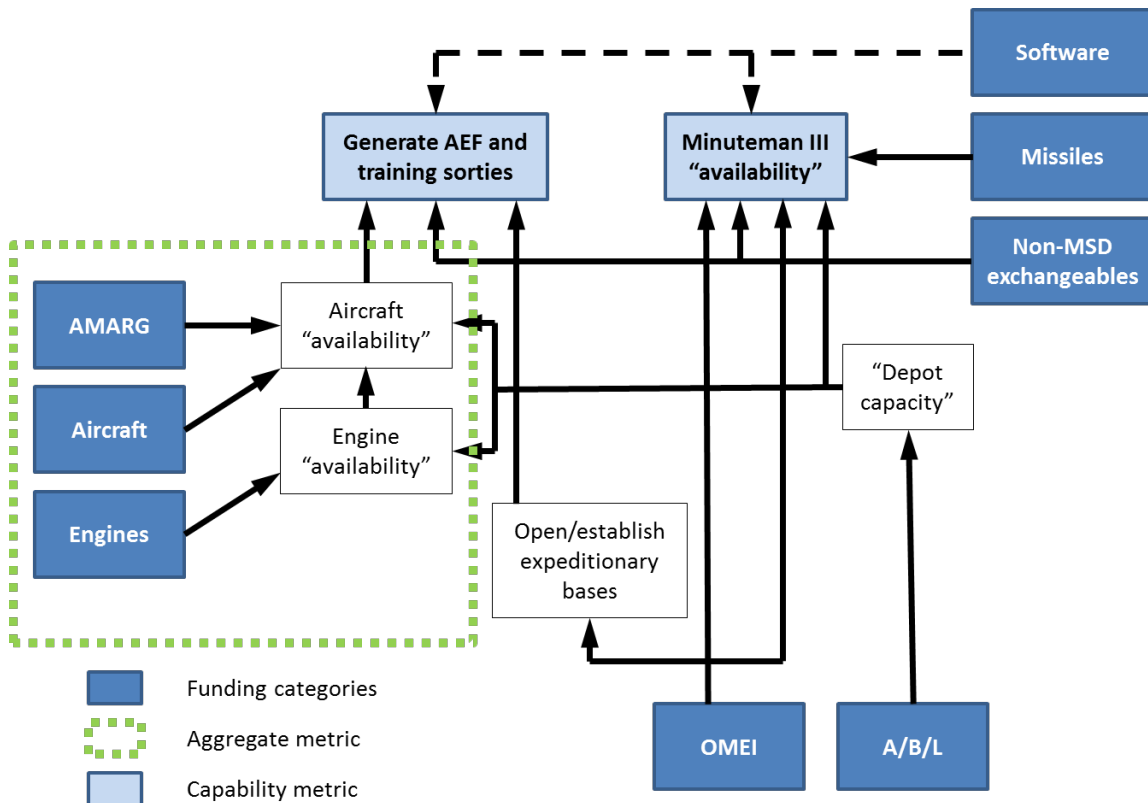 Software
Generate AEF and
training sorties
Minuteman III
“availability”
Missiles
Non-MSD
exchangeables
AMARG
Aircraft
“availability”
“Depot
capacity”
Aircraft
Engine
“availability”
Engines
Open/establish
expeditionary
bases
Funding categories
Aggregate metric
Capability metric
OMEI
A/B/L